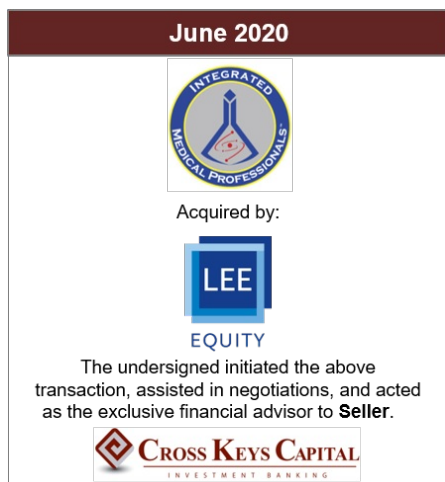 June 2020
INTEGRATED
MEDICAL PROFESSIONALS
Acquired by:
LEE
EQUITY
The undersigned initiated the above
transaction, assisted in negotiations, and acted
as the exclusive financial advisor to Seller.
CROSS KEYS CAPITAL
INVESTMENT BANKING